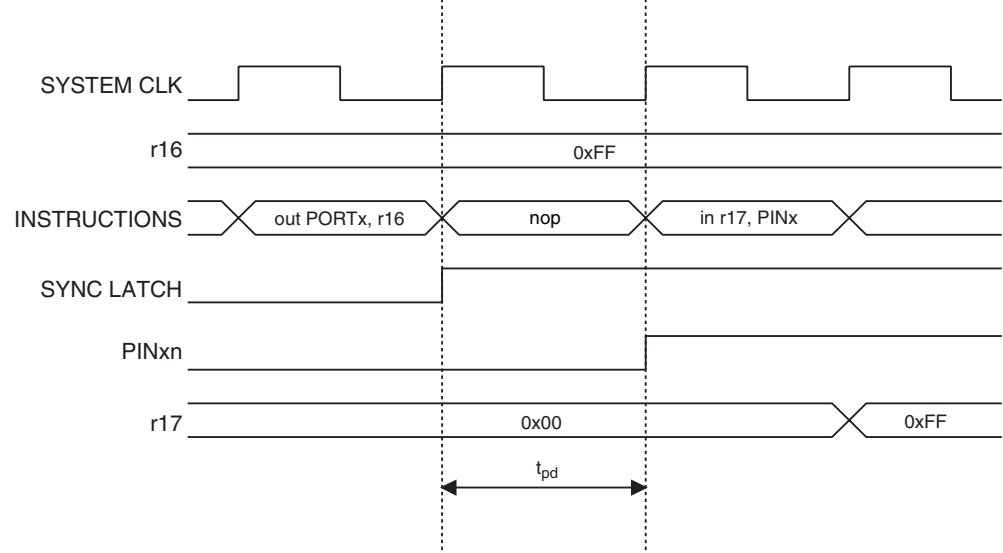 SYSTEM CLK
r16
0xFF
INSTRUCTIONS
out PORTx, r16
nop
in r17, PINx
SYNC LATCH
PINxn
r17
0x00
0xFF
tpd